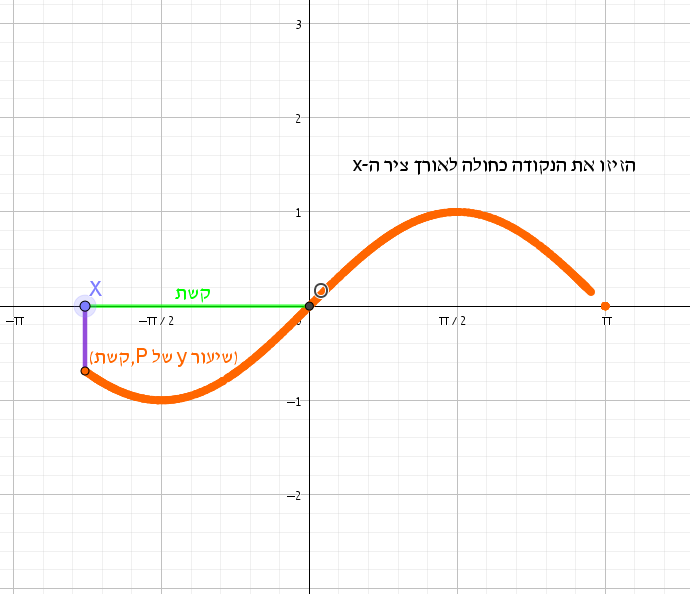 3
2
הזיזו את הנקודה כחולה לאורך ציר ה-x
1
X
קשת
O
−π
−π / 2
0
π / 2
π
(שיעור y של P,קשת)
−1
−2